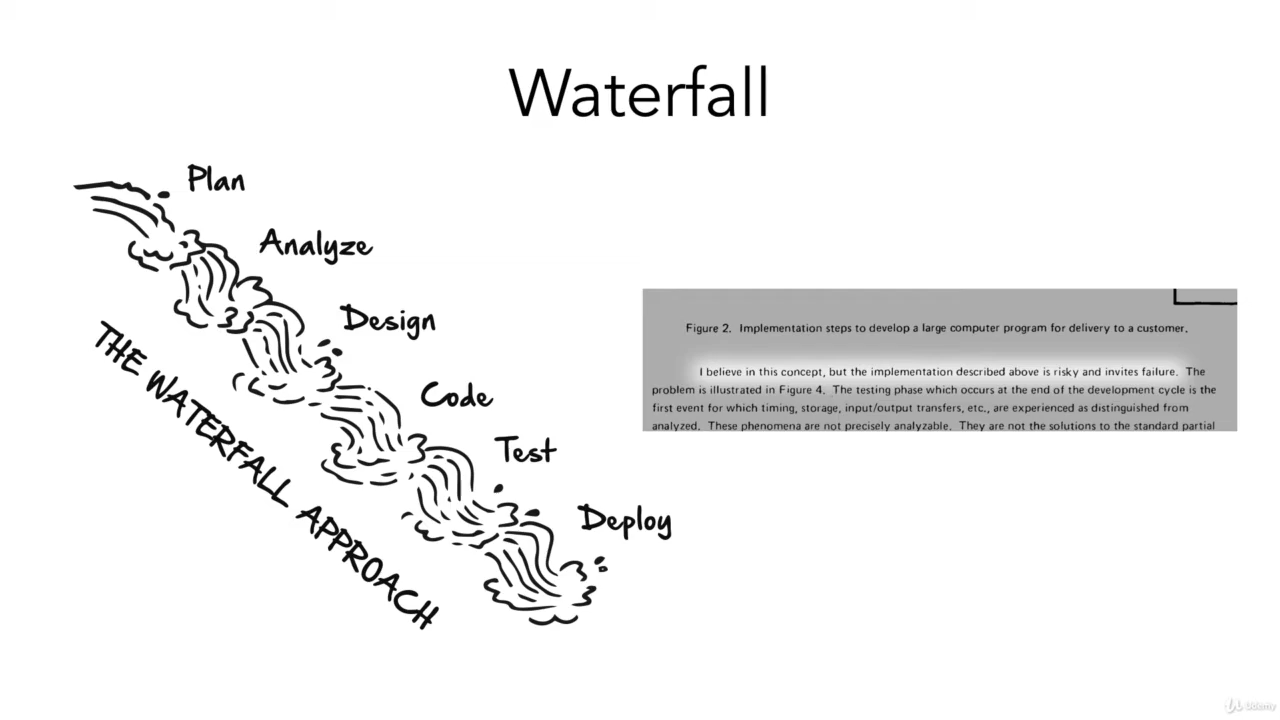 Waterfall
Plan
Analyze
Design
Code
Test
Deploy
THE WATERFALL APPROACH
Figure 2. Implementation steps to develop a large computer program for delivery to a customer.
I believe in this concept, but the implementation described above is risky and invites failure. The
problem is illustrated in Figure 4. The testing phase which occurs at the end of the development cycle is the
first event for which timing, storage, input/output transfers, etc., are experienced as distinguished from
analyzed. These phenomena are not precisely analyzable. They are not the solutions to the standard partial
Udemy